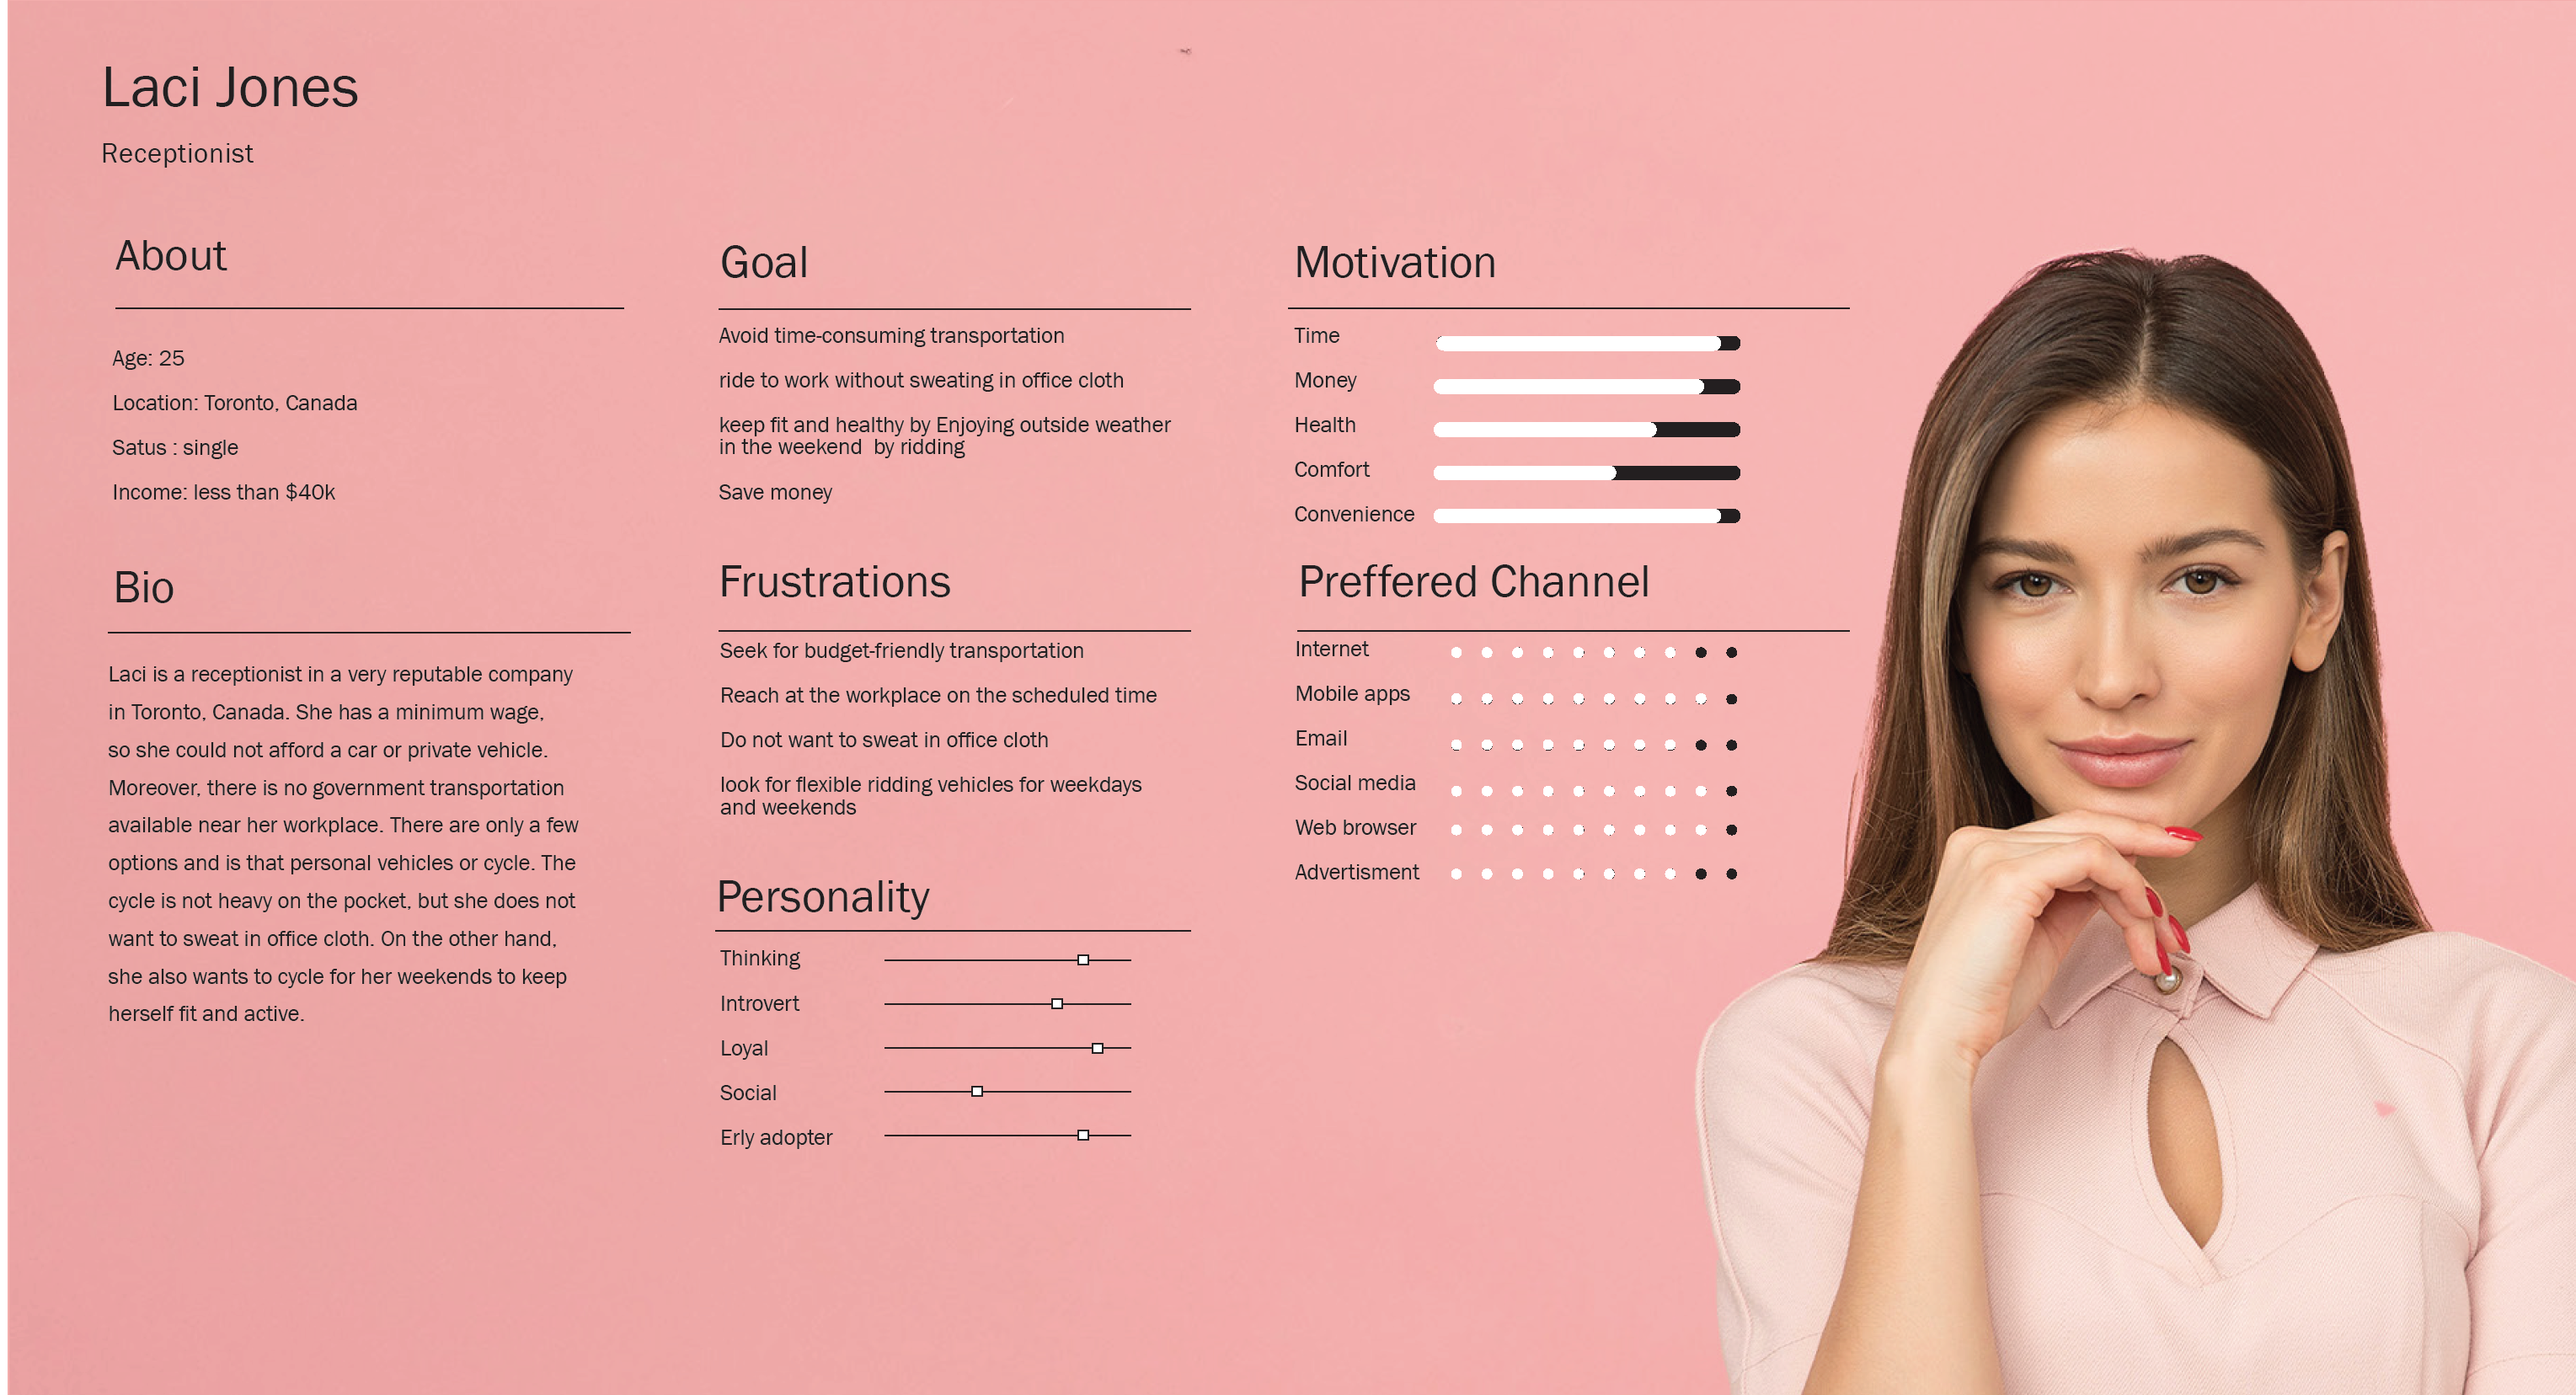 Laci Jones
Receptionist
About
Age: 25
Location: Toronto, Canada
Satus : single
Income: less than $40k
Bio
Laci is a receptionist in a very reputable company
in Toronto, Canada. She has a minimum wage,
so she could not afford a car or private vehicle.
Moreover, there is no government transportation
available near her workplace. There are only a few
options and is that personal vehicles or cycle. The
cycle is not heavy on the pocket, but she does not
want to sweat in office cloth. On the other hand,
she also wants to cycle for her weekends to keep
herself fit and active.
Goal
Avoid time-consuming transportation
ride to work without sweating in office cloth
keep fit and healthy by Enjoying outside weather
in the weekend  by ridding
Save money
Frustrations
Seek for budget-friendly transportation
Reach at the workplace on the scheduled time
Do not want to sweat in office cloth
look for flexible ridding vehicles for weekdays
and weekends
Personality
Thinking
Introvert
Loyal
Social
Erly adopter
Motivation
Time
Money
Health
Comfort
Convenience
Preffered Channel
Internet
Mobile apps
Email
Social media
Web browser
Advertisment